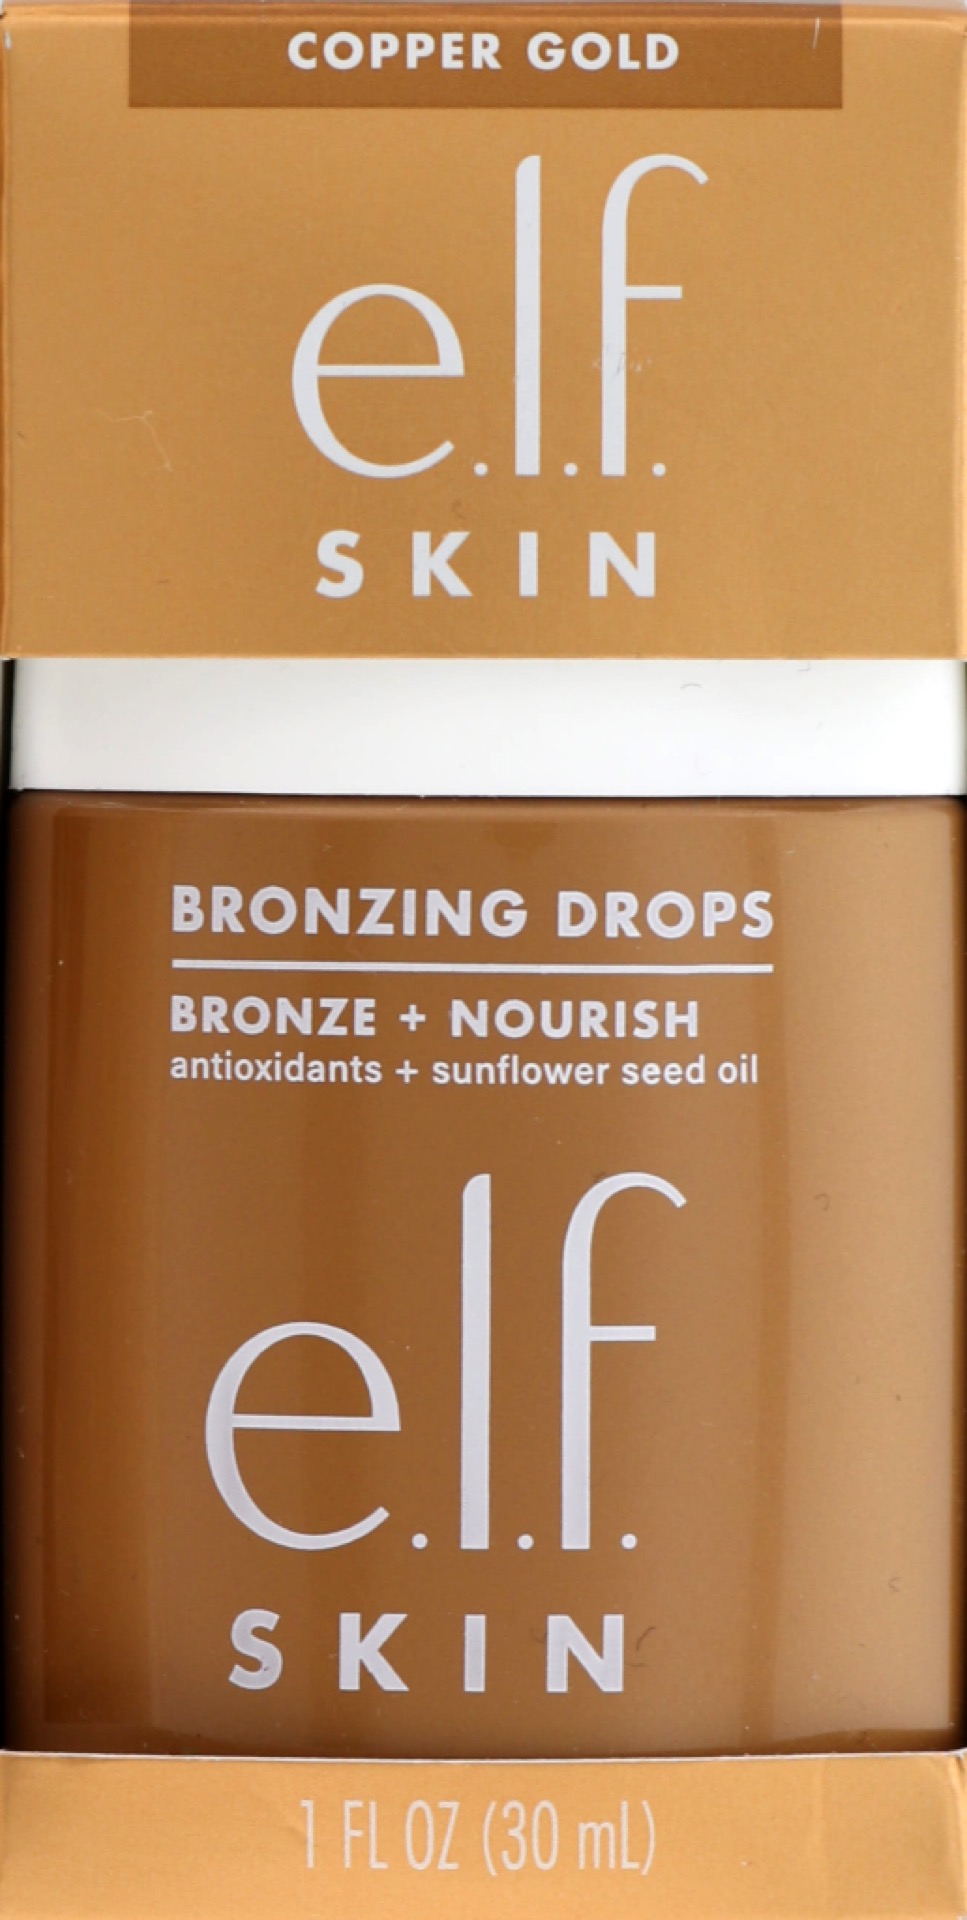 COPPER GOLD
e.l.f.
SKIN
BRONZING DROPS
BRONZE + NOURISH
antioxidants + sunflower seed oil
e.l.f.
SKIN
1 FL OZ (30 mL)